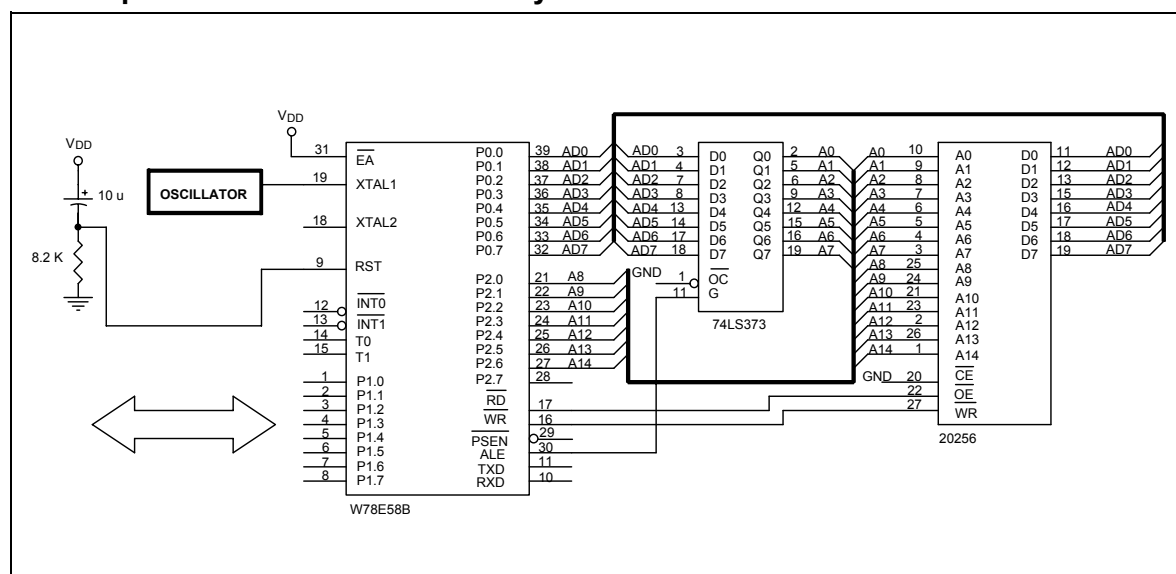 VDD
10 u
8.2 K
OSCILLATOR
VDD
31 EA
19 XTAL1
18 XTAL2
9 RST
12 INT0
13 INT1
14 T0
15 T1
1 P1.0
2 P1.1
3 P1.2
4 P1.3
5 P1.4
6 P1.5
7 P1.6
8 P1.7
P0.0 39 AD0
P0.1 38 AD1
P0.2 37 AD2
P0.3 36 AD3
P0.4 35 AD4
P0.5 34 AD5
P0.6 33 AD6
P0.7 32 AD7
P2.0 21 A8
P2.1 22 A9
P2.2 23 A10
P2.3 24 A11
P2.4 25 A12
P2.5 26 A13
P2.6 27 A14
P2.7 28
RD 17
WR 16
PSEN 29
ALE 30
TXD 11
RXD 10
W78E58B
AD0 3 D0 Q0 2 A0
AD1 4 D1 Q1 5 A1
AD2 7 D2 Q2 6 A2
AD3 8 D3 Q3 9 A3
AD4 13 D4 Q4 12 A4
AD5 14 D5 Q5 15 A5
AD6 17 D6 Q6 16 A6
AD7 18 D7 Q7 19 A7
GND 1 OC
11 G
74LS373
A0 10 A0 D0 11 AD0
A1 9 A1 D1 12 AD1
A2 8 A2 D2 13 AD2
A3 7 A3 D3 15 AD3
A4 6 A4 D4 16 AD4
A5 5 A5 D5 17 AD5
A6 4 A6 D6 18 AD6
A7 3 A7 D7 19 AD7
A8 25 A8
A9 24 A9
A10 21 A10
A11 23 A11
A12 2 A12
A13 26 A13
A14 1 A14
GND 20 CE
22 OE
27 WR
20256